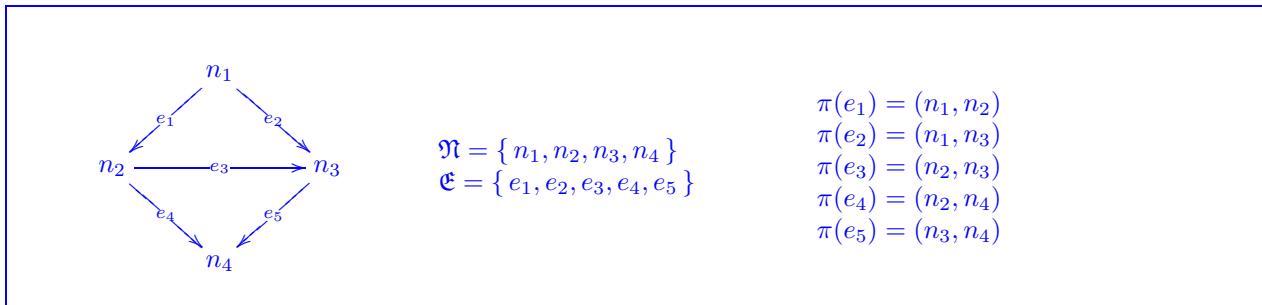 n₁
e₁ e₂
n₂ e₃ n₃
e₄ e₅
n₄
𝔑 = { n₁, n₂, n₃, n₄ }
𝔈 = { e₁, e₂, e₃, e₄, e₅ }
π(e₁) = (n₁, n₂)
π(e₂) = (n₁, n₃)
π(e₃) = (n₂, n₃)
π(e₄) = (n₂, n₄)
π(e₅) = (n₃, n₄)